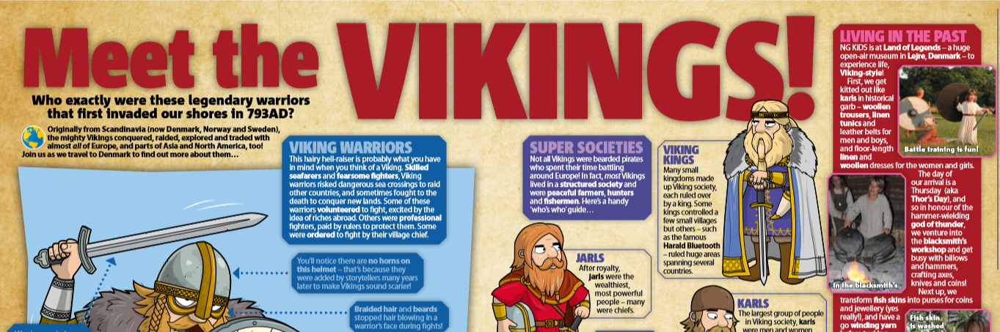 Meet the VIKINGS!
Who exactly were these legendary warriors
that first invaded our shores in 793AD?
Originally from Scandinavia (now Denmark, Norway and Sweden),
the mighty Vikings conquered, raided, explored and traded with
almost all of Europe, and parts of Asia and North America, too!
Join us as we travel to Denmark to find out more about them…
VIKING WARRIORS
This hairy hell-raiser is probably what you have
in mind when you think of a Viking. Skilled
seafarers and fearsome fighters, Viking
warriors risked dangerous sea crossings to raid
other countries, and sometimes fought to the
death to conquer new lands. Some of these
warriors volunteered to fight, excited by the
idea of riches abroad. Others were professional
fighters, paid by rulers to protect them. Some
were ordered to fight by their village chief.
You'll notice there are no horns on
this helmet – that's because they
were added by storytellers many years
later to make Vikings sound scarier!
Braided hair and beards
stopped hair blowing in a
warrior's face during fights!
SUPER SOCIETIES
Not all Vikings were bearded pirates
who spent their time battling
around Europe! In fact, most Vikings
lived in a structured society and
were peaceful farmers, hunters
and fishermen. Here's a handy
'who's who' guide…
VIKING
KINGS
Many small
kingdoms made
up Viking society,
each ruled over
by a king. Some
kings controlled a
few small villages
but others – such
as the famous
Harald Bluetooth
– ruled huge areas
spanning several
countries.
JARLS
After royalty,
jarls were the
wealthiest,
most powerful
people – many
were chiefs.
KARLS
The largest group of people
in Viking society, karls
were men and women
LIVING IN THE PAST
NG KiDS is at Land of Legends – a huge
open-air museum in Lejre, Denmark – to
experience life,
Viking-style!
First, we get
kitted out like
karls in historical
garb – woollen
trousers, linen
tunics and
leather belts for
men and boys,
and floor-length
linen and
woollen dresses for the women and girls.
Battle training is fun!
The day of
our arrival is a
Thursday (aka
Thor's Day), and
so in honour of the
hammer-wielding
god of thunder,
we venture into
the blacksmith's
workshop and get
busy with billows
and hammers,
crafting axes,
knives and coins!
In the blacksmith's
Next up, we
transform fish skins into purses for coins
and jewellery (yes
really!), and have a
go winding yarn
Fish skin
is washed